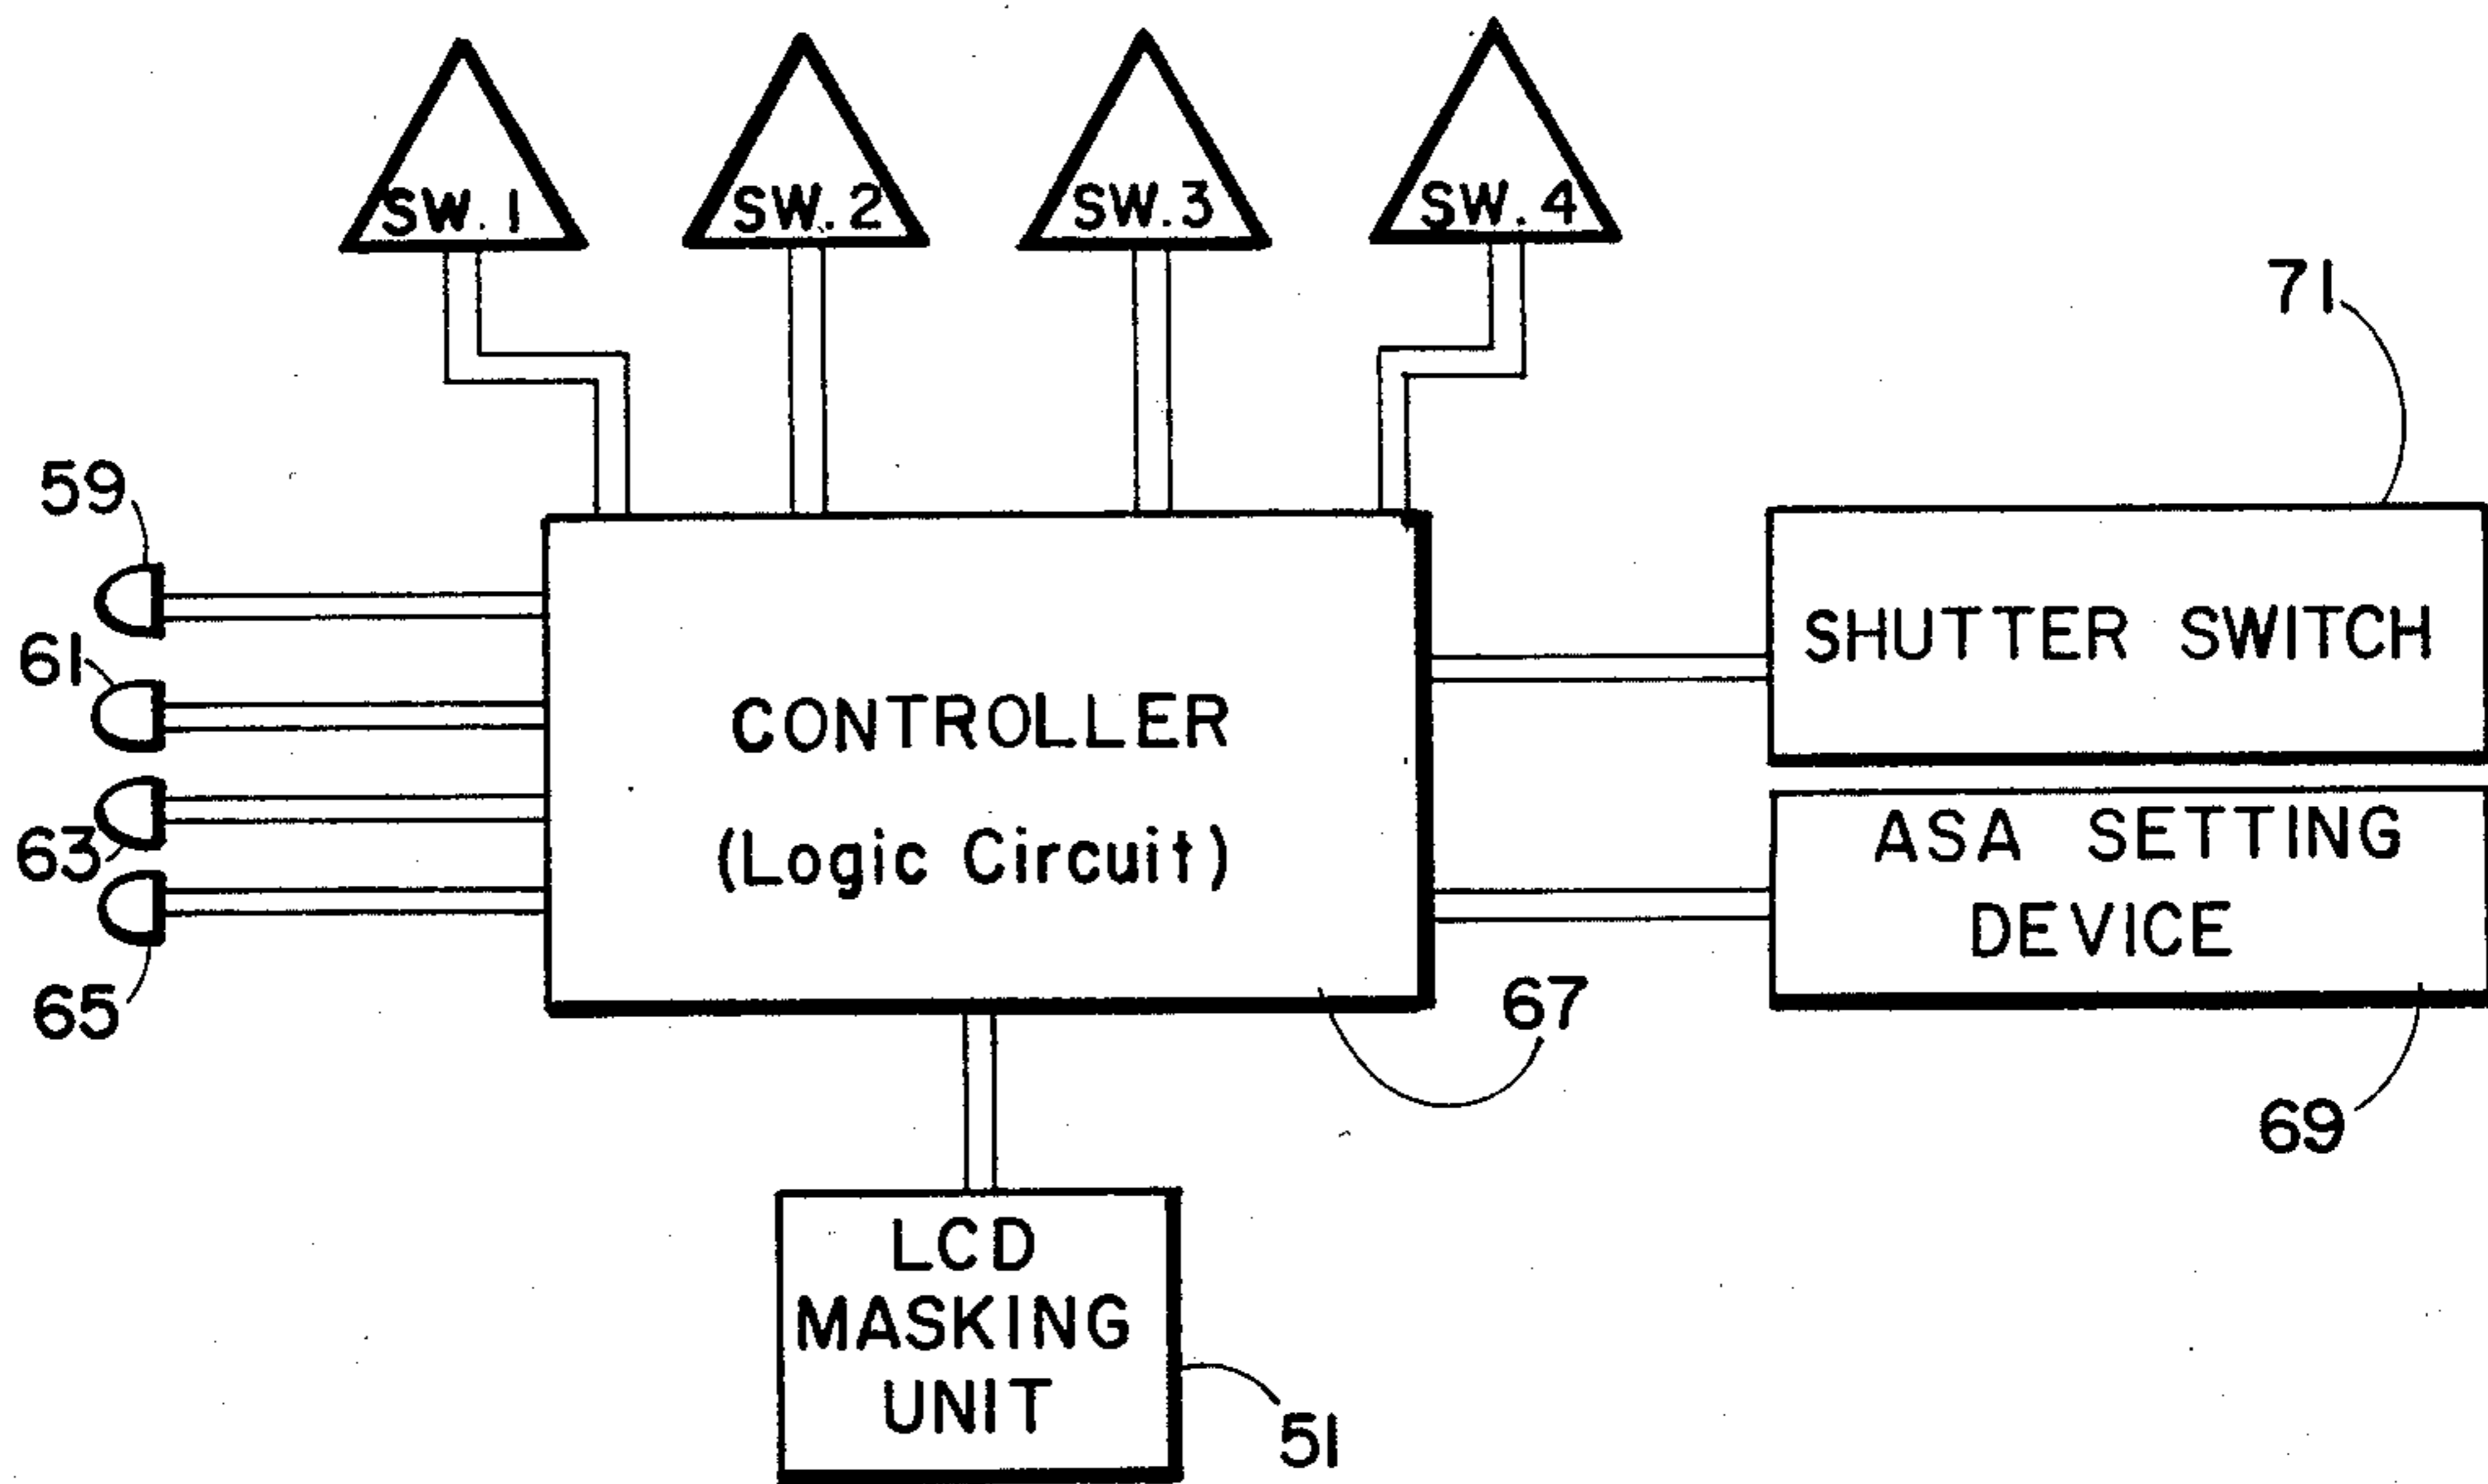 SW.1
SW.2
SW.3
SW.4
71
59
61
63
65
SHUTTER SWITCH
CONTROLLER
(Logic Circuit)
ASA SETTING
DEVICE
67
69
LCD
MASKING
UNIT
51